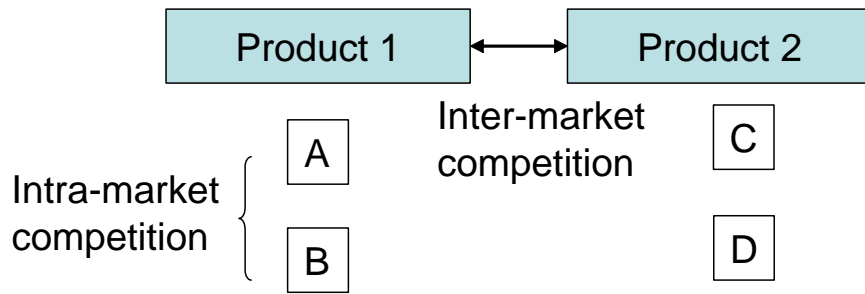 Product 1
Product 2
Inter-market
competition
A
C
Intra-market
competition
B
D